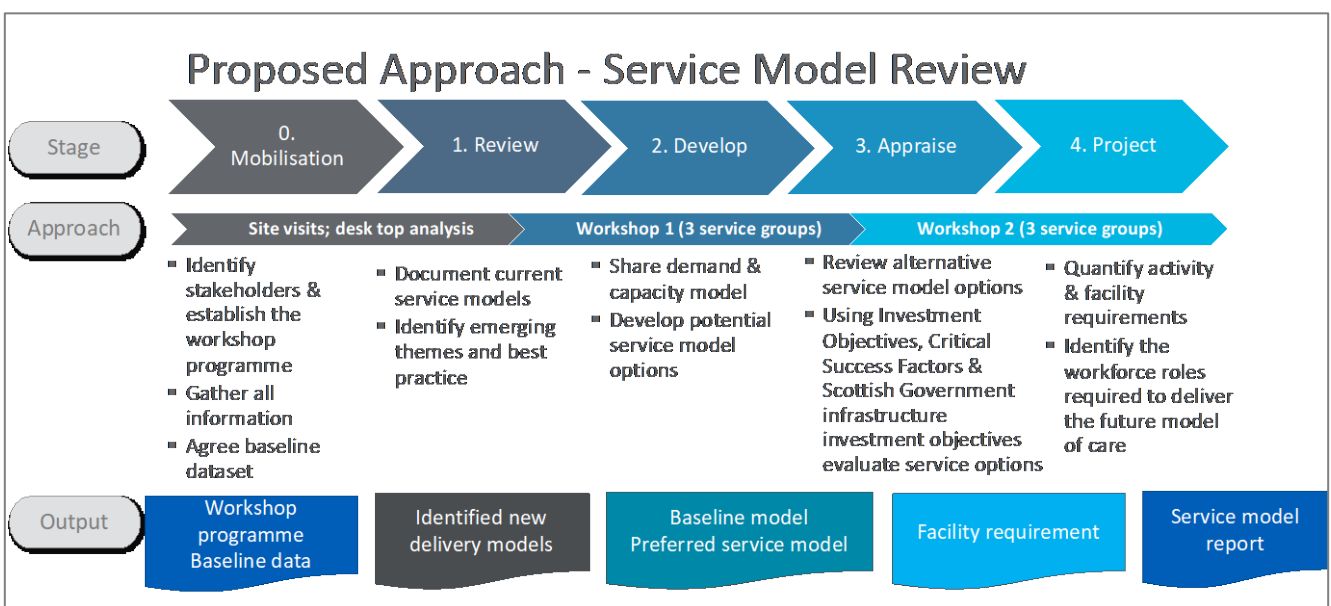 Proposed Approach - Service Model Review
Stage
0.
Mobilisation
1. Review
2. Develop
3. Appraise
4. Project
Approach
Site visits; desk top analysis
Workshop 1 (3 service groups)
Workshop 2 (3 service groups)
▪ Identify
stakeholders &
establish the
workshop
programme
▪ Gather all
information
▪ Agree baseline
dataset
▪ Document current
service models
▪ Identify emerging
themes and best
practice
▪ Share demand &
capacity model
▪ Develop potential
service model
options
▪ Review alternative
service model options
▪ Using Investment
Objectives, Critical
Success Factors &
Scottish Government
infrastructure
investment objectives
evaluate service options
▪ Quantify activity
& facility
requirements
▪ Identify the
workforce roles
required to deliver
the future model
of care
Output
Workshop
programme
Baseline data
Identified new
delivery models
Baseline model
Preferred service model
Facility requirement
Service model
report